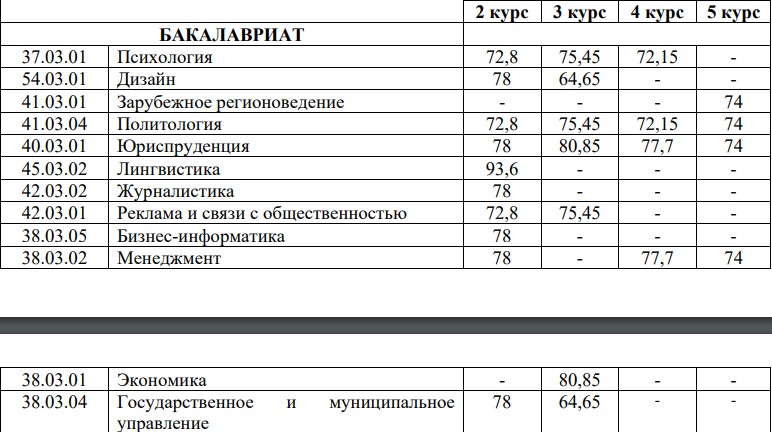 2 курс 3 курс 4 курс 5 курс
БАКАЛАВРИАТ
37.03.01 Психология 72,8 75,45 72,15 -
54.03.01 Дизайн 78 64,65 - -
41.03.01 Зарубежное регионоведение - - - 74
41.03.04 Политология 72,8 75,45 72,15 74
40.03.01 Юриспруденция 78 80,85 77,7 74
45.03.02 Лингвистика 93,6 - - -
42.03.02 Журналистика 78 - - -
42.03.01 Реклама и связи с общественностью 72,8 75,45 - -
38.03.05 Бизнес-информатика 78 - - -
38.03.02 Менеджмент 78 - 77,7 74
38.03.01 Экономика - 80,85 - -
38.03.04 Государственное и муниципальное 78 64,65 - -
управление